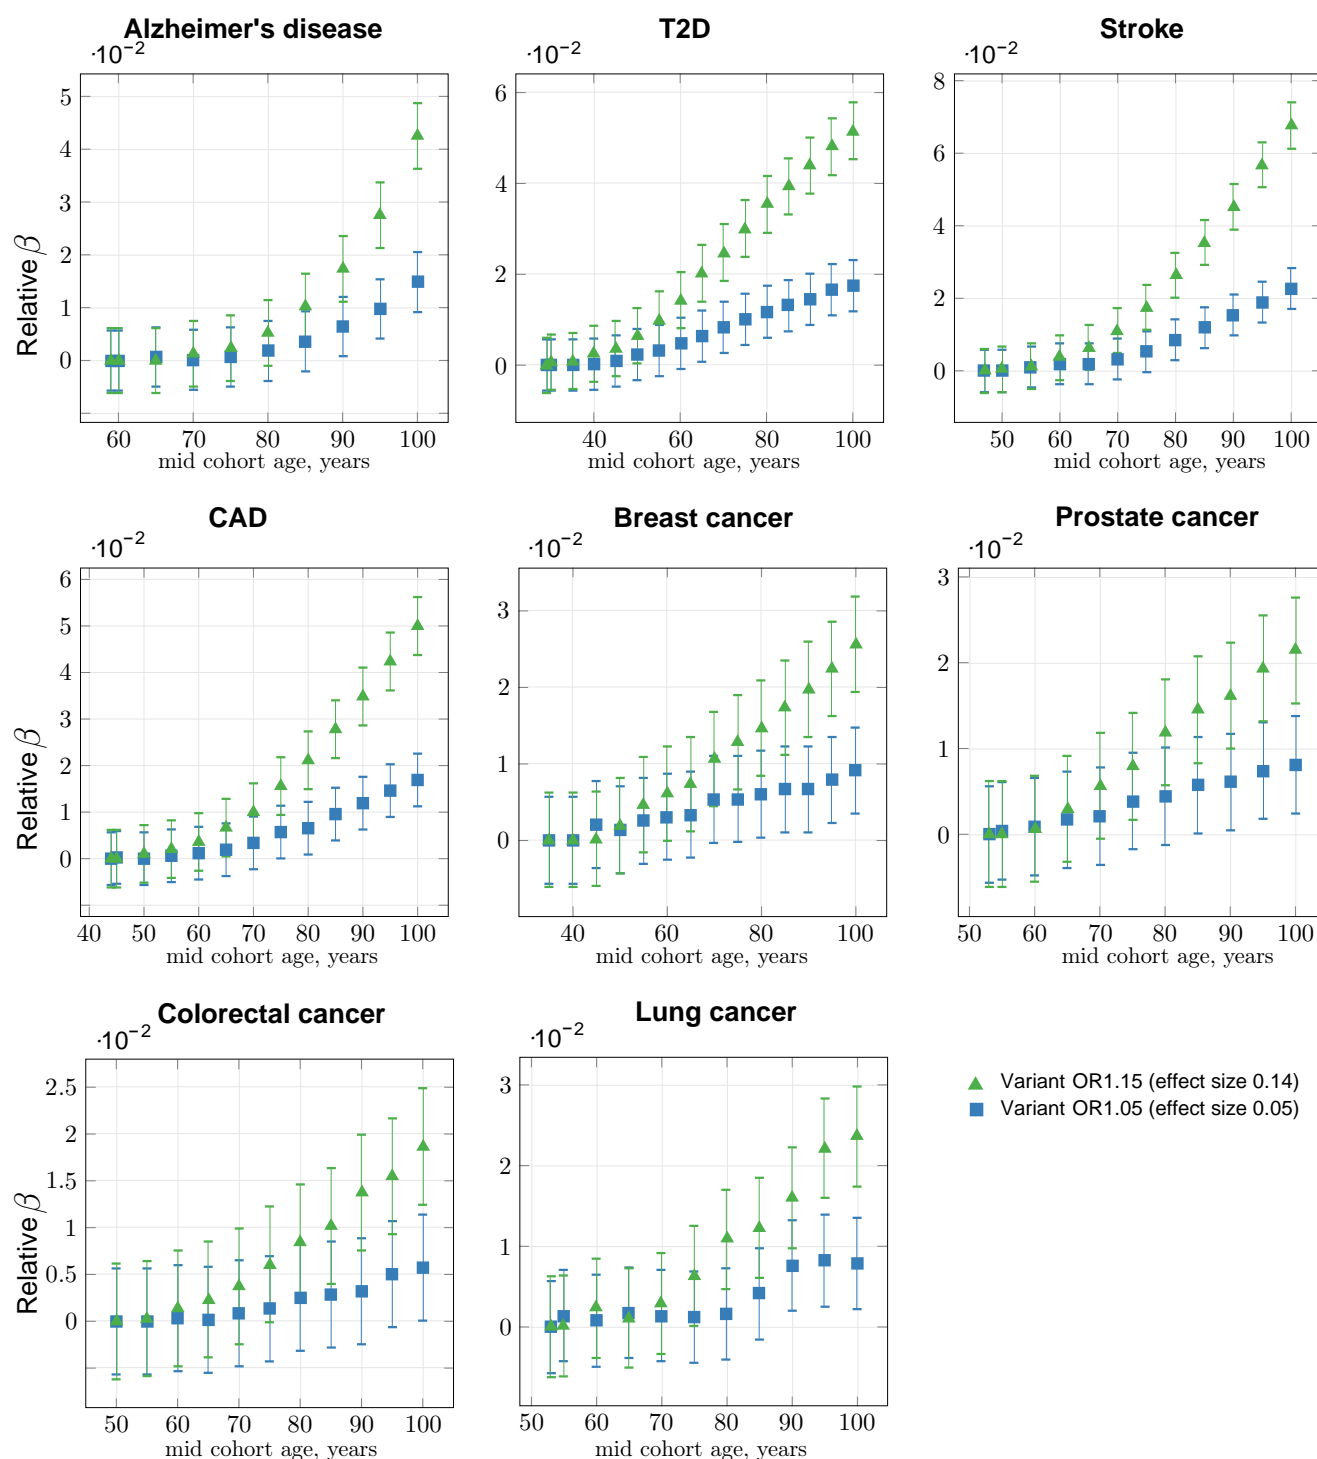 Alzheimer's disease
T2D
Stroke
·10−2
·10−2
·10−2
5
4
3
2
1
0
6
4
2
0
8
6
4
2
0
Relative β
60 70 80 90 100
40 60 80 100
50 60 70 80 90 100
mid cohort age, years
mid cohort age, years
mid cohort age, years
CAD
Breast cancer
Prostate cancer
·10−2
·10−2
·10−2
6
5
4
3
2
1
0
3
2
1
0
3
2
1
0
Relative β
40 50 60 70 80 90 100
40 60 80 100
50 60 70 80 90 100
mid cohort age, years
mid cohort age, years
mid cohort age, years
Colorectal cancer
Lung cancer
·10−2
·10−2
2.5
2
1.5
1
0.5
0
3
2
1
0
Relative β
50 60 70 80 90 100
50 60 70 80 90 100
mid cohort age, years
mid cohort age, years
Variant OR1.15 (effect size 0.14)
Variant OR1.05 (effect size 0.05)